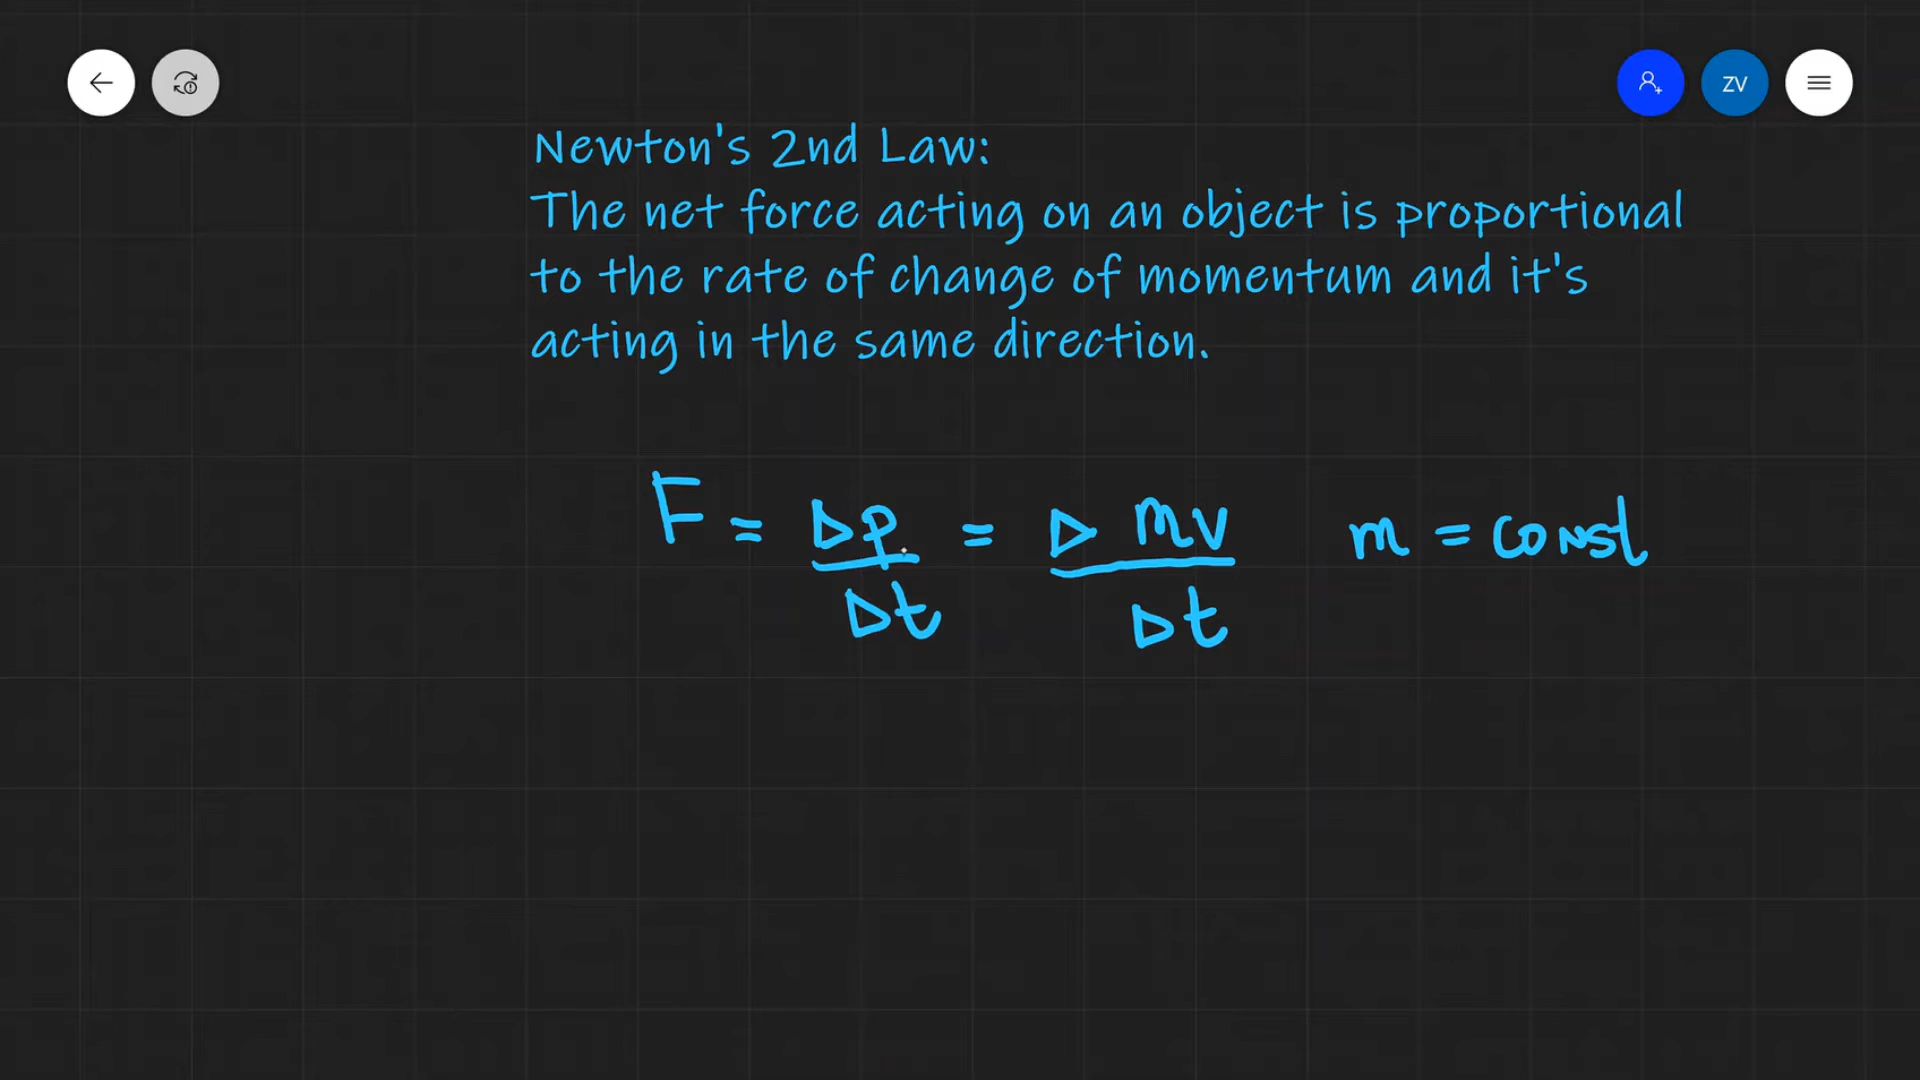 ZV
Newton's 2nd Law:
The net force acting on an object is proportional
to the rate of change of momentum and it's
acting in the same direction.
F = Δp = Δ mv m = const
Δt Δt